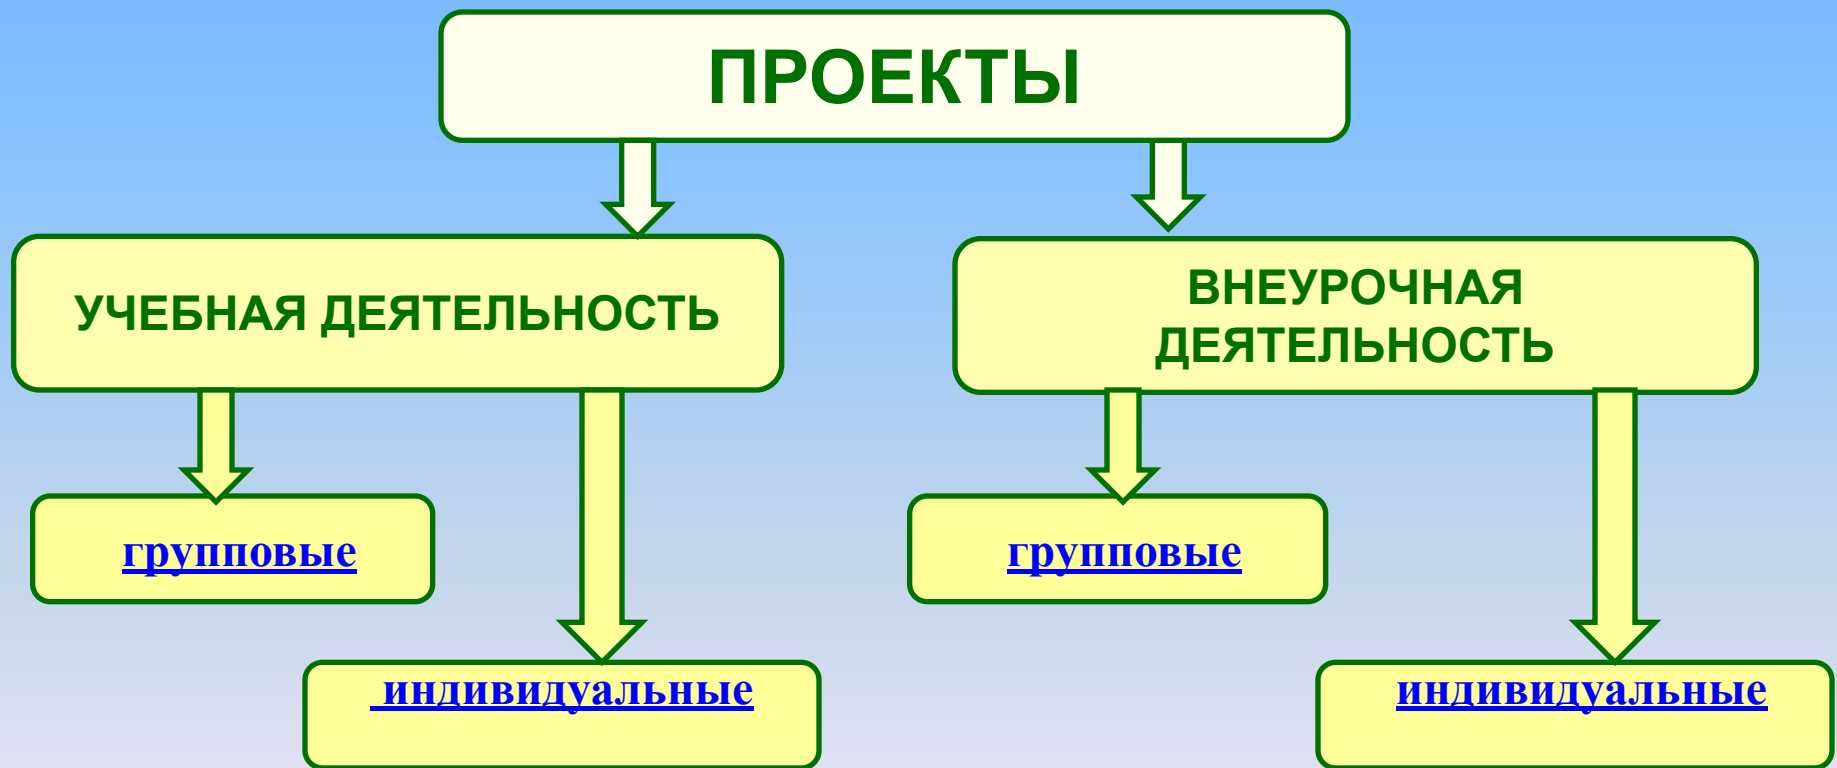 ПРОЕКТЫ
УЧЕБНАЯ ДЕЯТЕЛЬНОСТЬ
ВНЕУРОЧНАЯ
ДЕЯТЕЛЬНОСТЬ
групповые
групповые
индивидуальные
индивидуальные